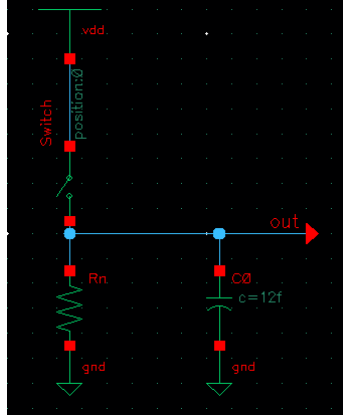 vdd
Switch
position:0
out
Rn
C0
c=12f
gnd
gnd